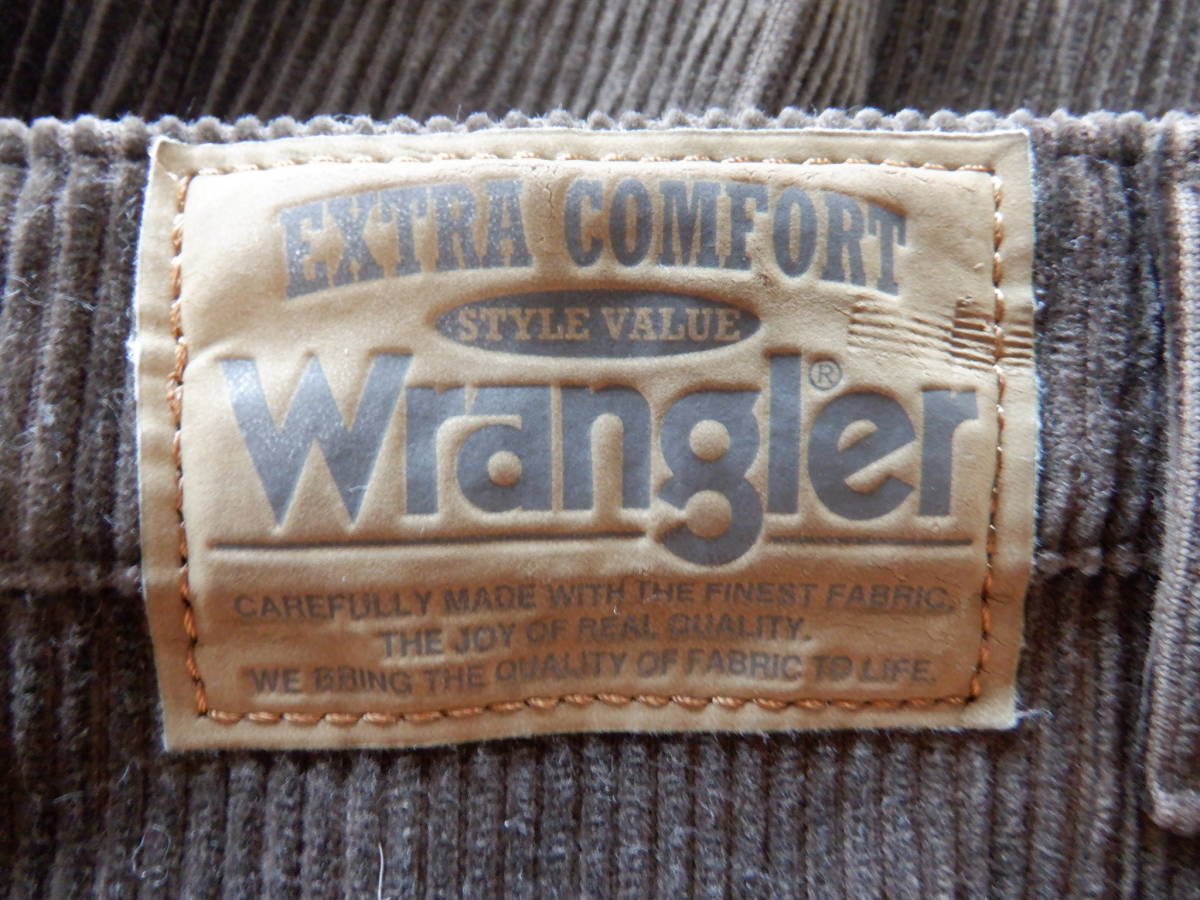 EXTRA COMFORT
STYLE VALUE
Wrangler®
CAREFULLY MADE WITH THE FINEST FABRIC.
THE JOY OF REAL QUALITY.
WE BRING THE QUALITY OF FABRIC TO LIFE.